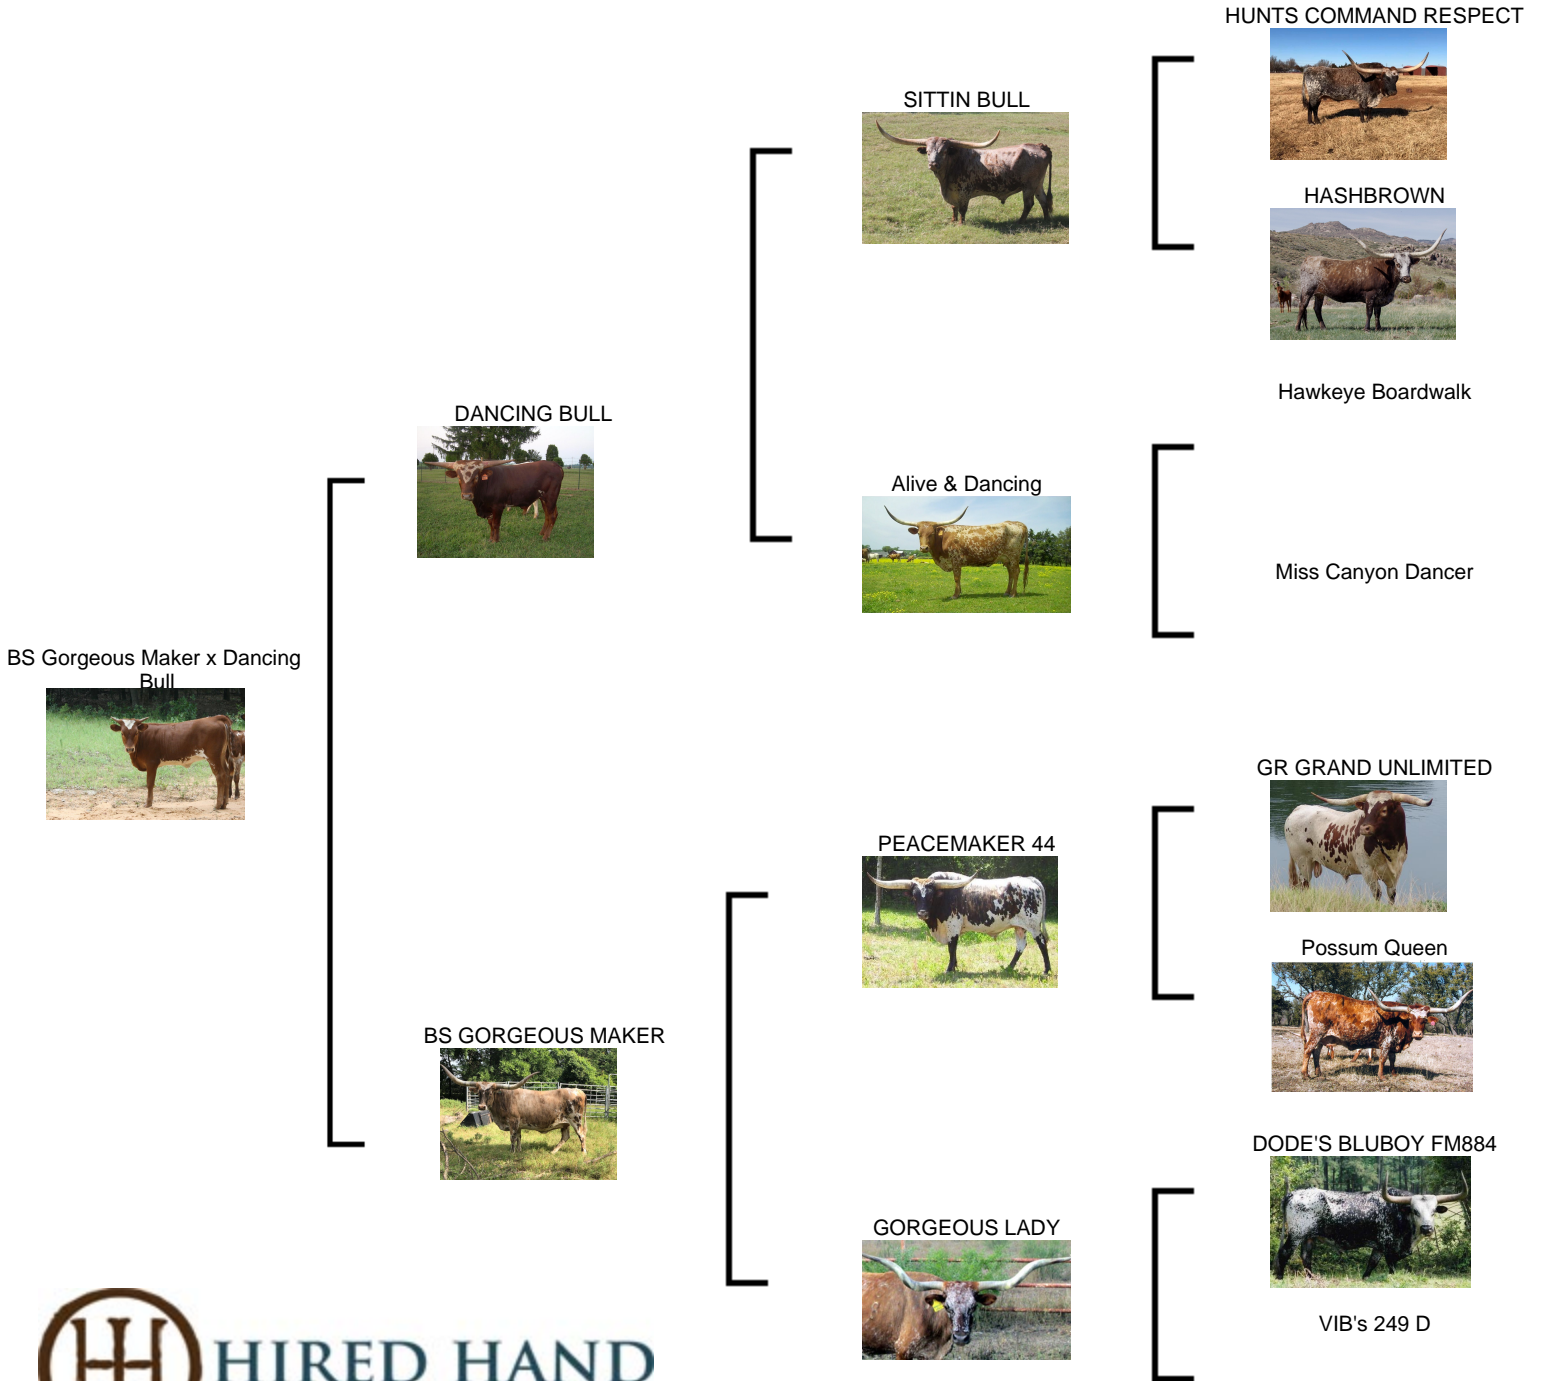 HUNTS COMMAND RESPECT
SITTIN BULL
HASHBROWN
Hawkeye Boardwalk
DANCING BULL
Alive & Dancing
Miss Canyon Dancer
BS Gorgeous Maker x Dancing
Bull
GR GRAND UNLIMITED
PEACEMAKER 44
Possum Queen
BS GORGEOUS MAKER
DODE'S BLUBOY FM884
GORGEOUS LADY
VIB's 249 D
HIRED HAND